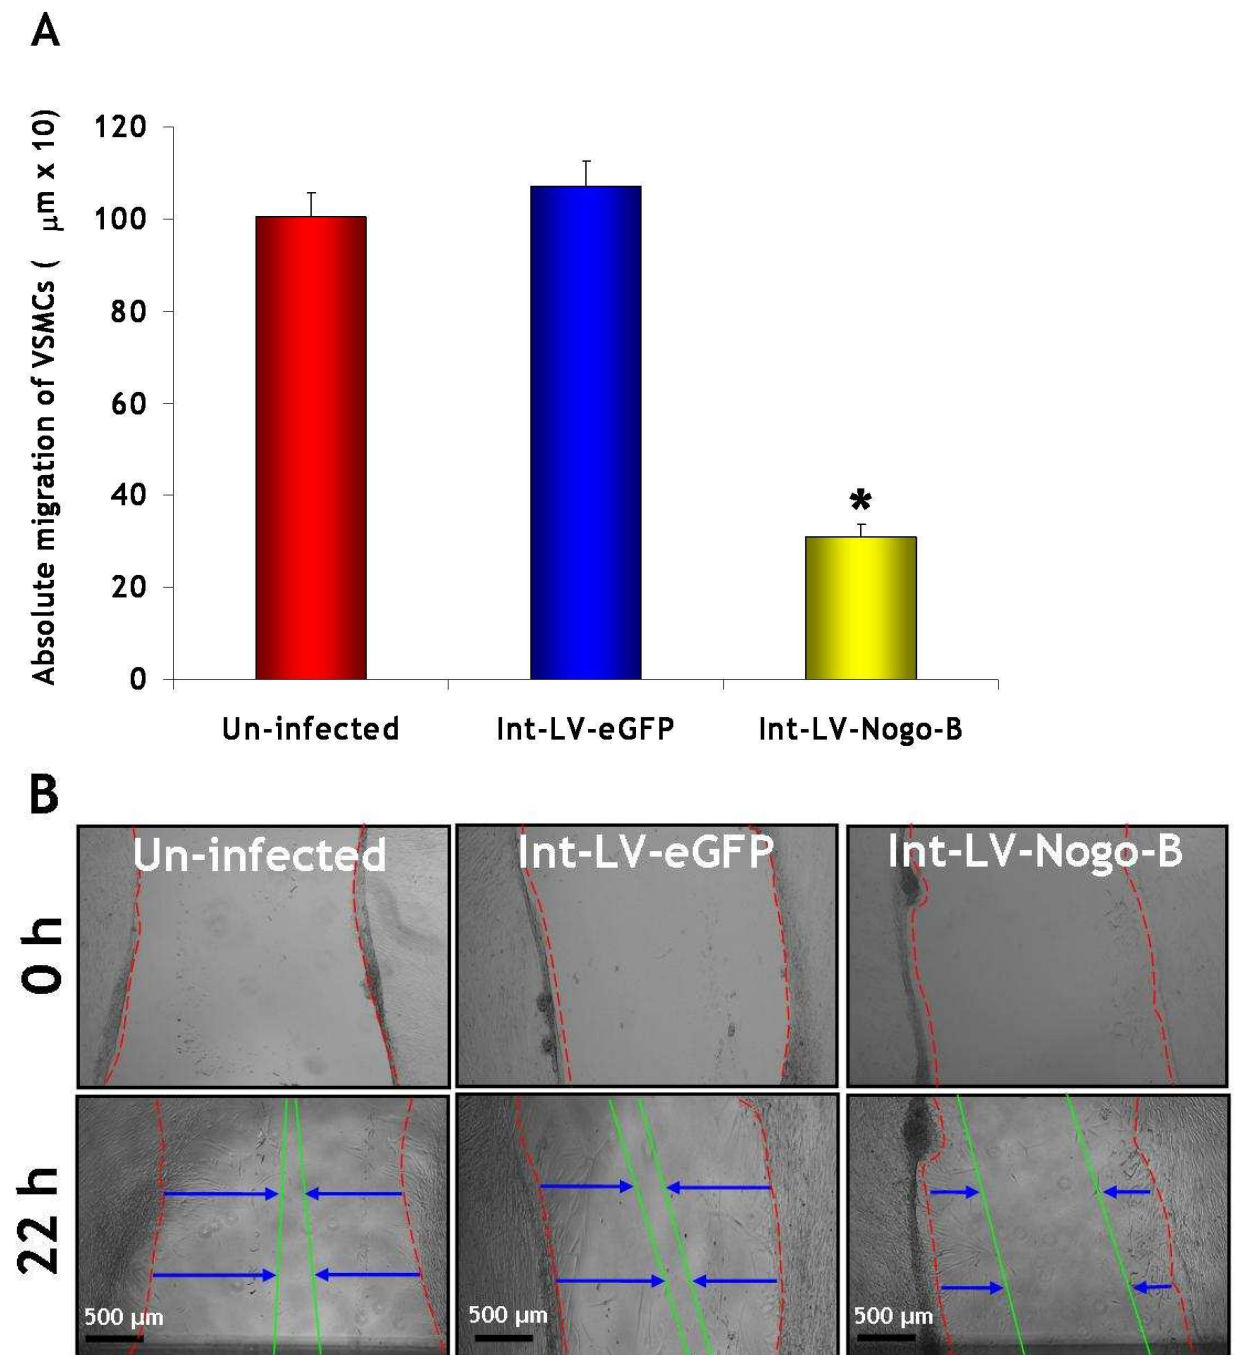 A
Absolute migration of VSMCs ( μm x 10)
120
100
80
60
40
20
0
*
Un-infected Int-LV-eGFP Int-LV-Nogo-B
B
Un-infected Int-LV-eGFP Int-LV-Nogo-B
0 h
22 h
500 μm 500 μm 500 μm